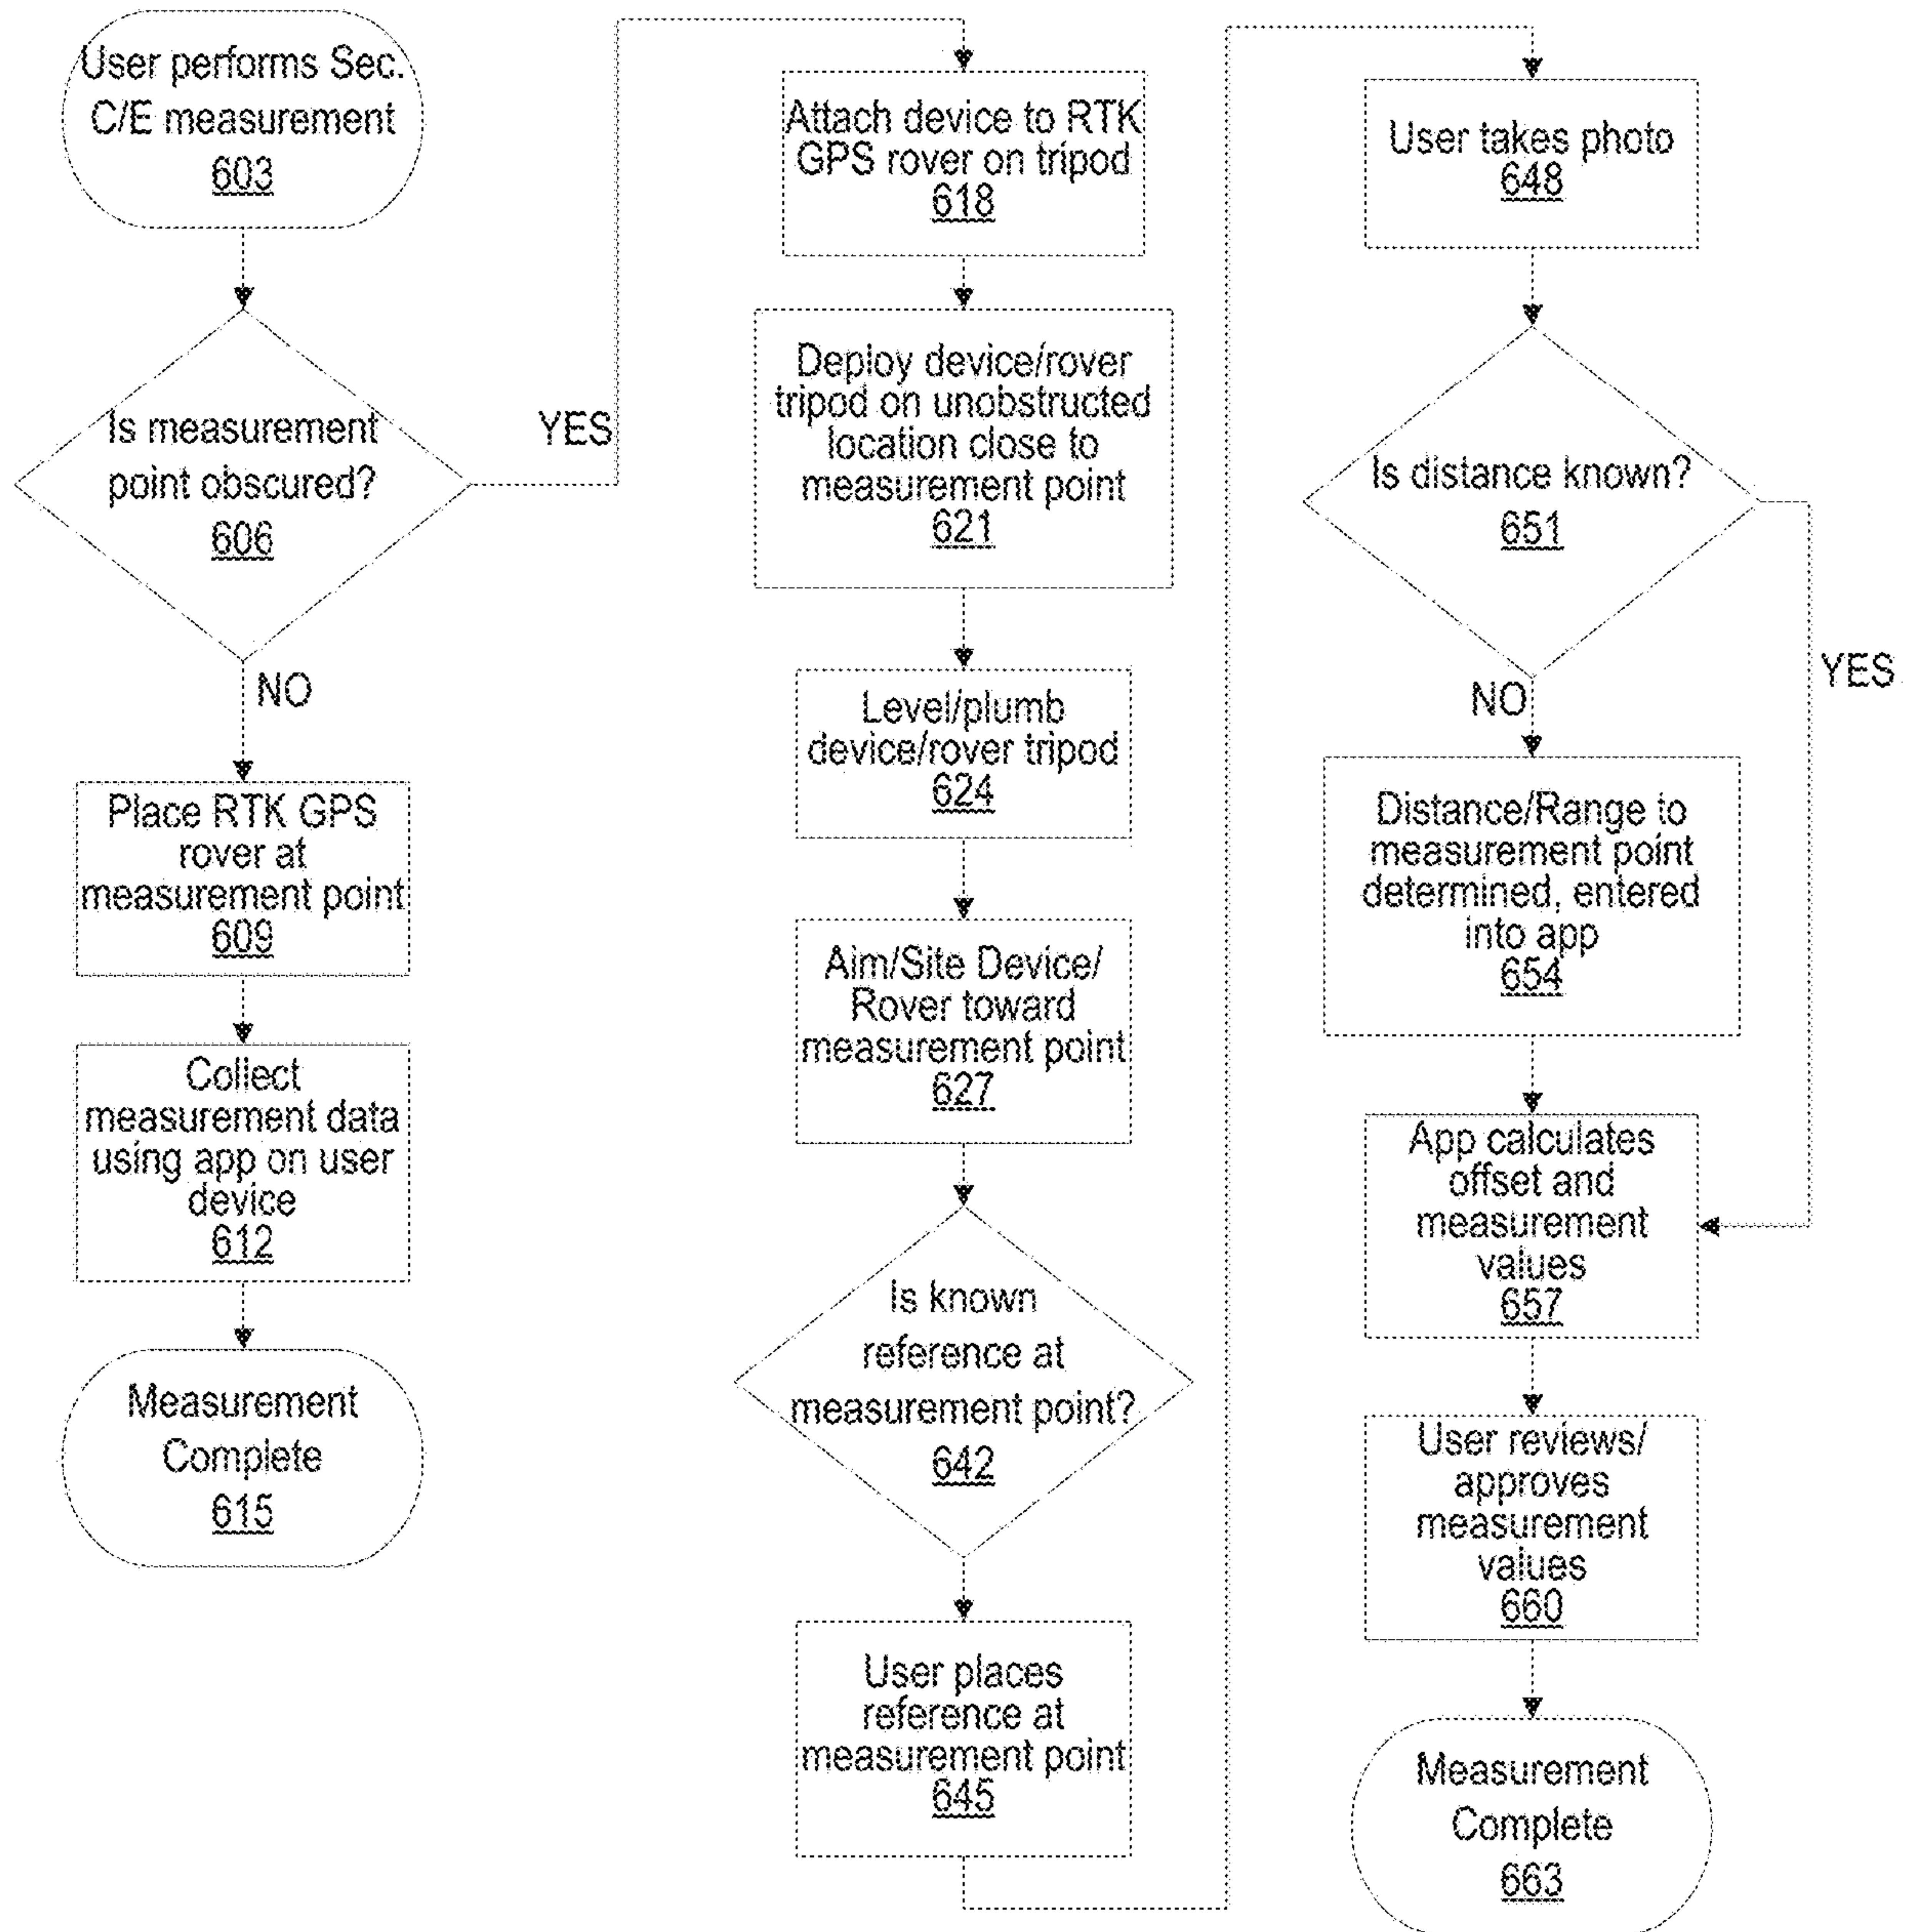 User performs Sec.
C/E measurement
603
Is measurement
point obscured?
606
YES
NO
Place RTK GPS
rover at
measurement point
609
Collect
measurement data
using app on user
device
612
Measurement
Complete
615
Attach device to RTK
GPS rover on tripod
618
Deploy device/rover
tripod on unobstructed
location close to
measurement point
621
Level/plumb
device/rover tripod
624
Aim/Site Device/
Rover toward
measurement point
627
Is known
reference at
measurement point?
642
User places
reference at
measurement point
645
User takes photo
648
Is distance known?
651
YES
NO
Distance/Range to
measurement point
determined, entered
into app
654
App calculates
offset and
measurement
values
657
User reviews/
approves
measurement
values
660
Measurement
Complete
663